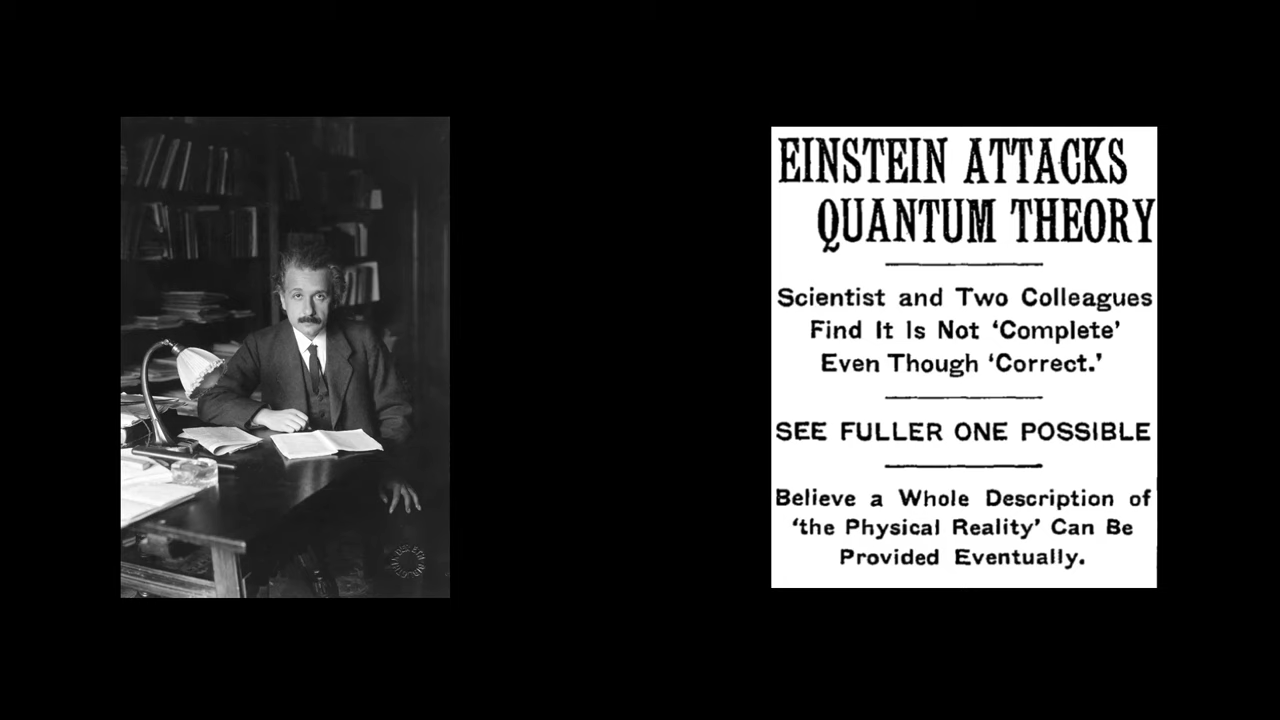 EINSTEIN ATTACKS
QUANTUM THEORY
Scientist and Two Colleagues
Find It Is Not ‘Complete’
Even Though ‘Correct.’
SEE FULLER ONE POSSIBLE
Believe a Whole Description of
‘the Physical Reality’ Can Be
Provided Eventually.